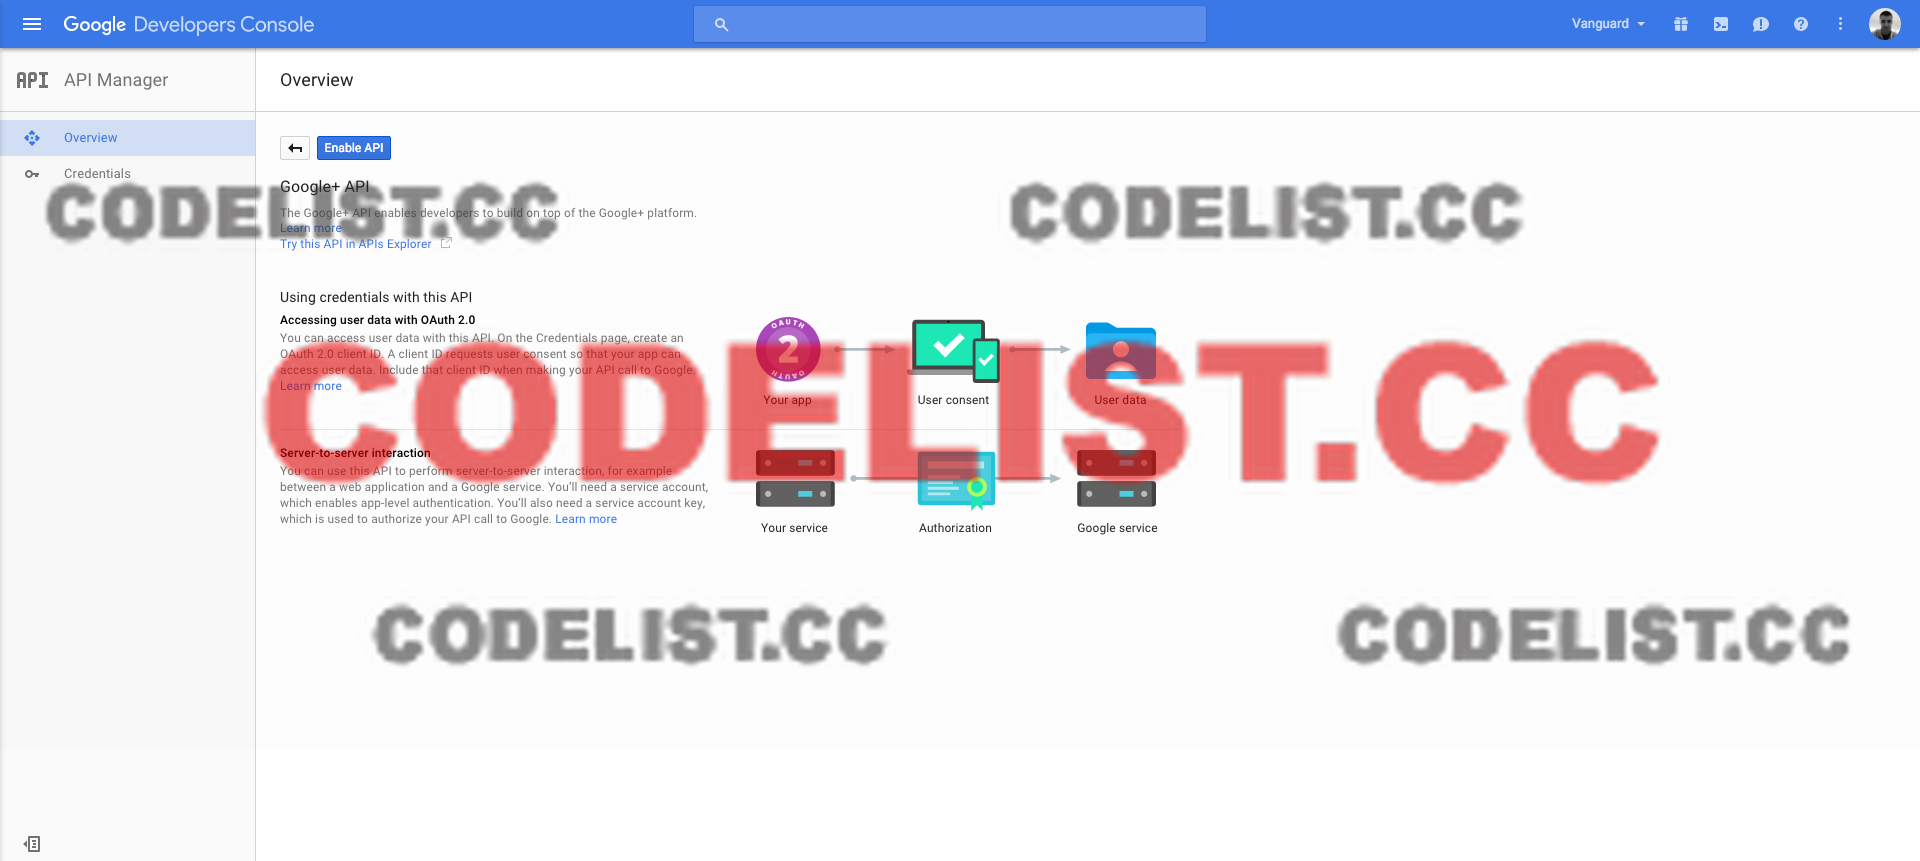 Google Developers Console
Vanguard
API API Manager
Overview
Overview
Credentials
Enable API
Google+ API
The Google+ API enables developers to build on top of the Google+ platform.
Learn more
Try this API in APIs Explorer
CODELIST.CC
CODELIST.CC
Using credentials with this API
Accessing user data with OAuth 2.0
You can access user data with this API. On the Credentials page, create an
OAuth 2.0 client ID. A client ID requests user consent so that your app can
access user data. Include that client ID when making your API call to Google.
Learn more
OAUTH
2
OAUTH
Your app
User consent
User data
CODELIST.CC
Server-to-server interaction
You can use this API to perform server-to-server interaction, for example
between a web application and a Google service. You'll need a service account,
which enables app-level authentication. You'll also need a service account key,
which is used to authorize your API call to Google. Learn more
Your service
Authorization
Google service
CODELIST.CC
CODELIST.CC